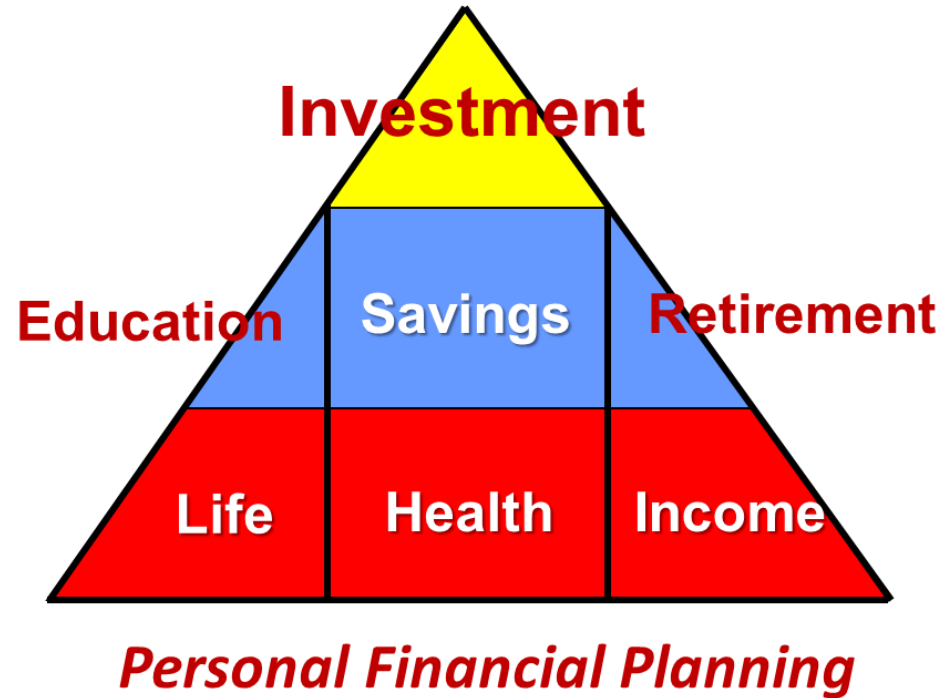 Investment
Education Savings Retirement
Life Health Income
Personal Financial Planning